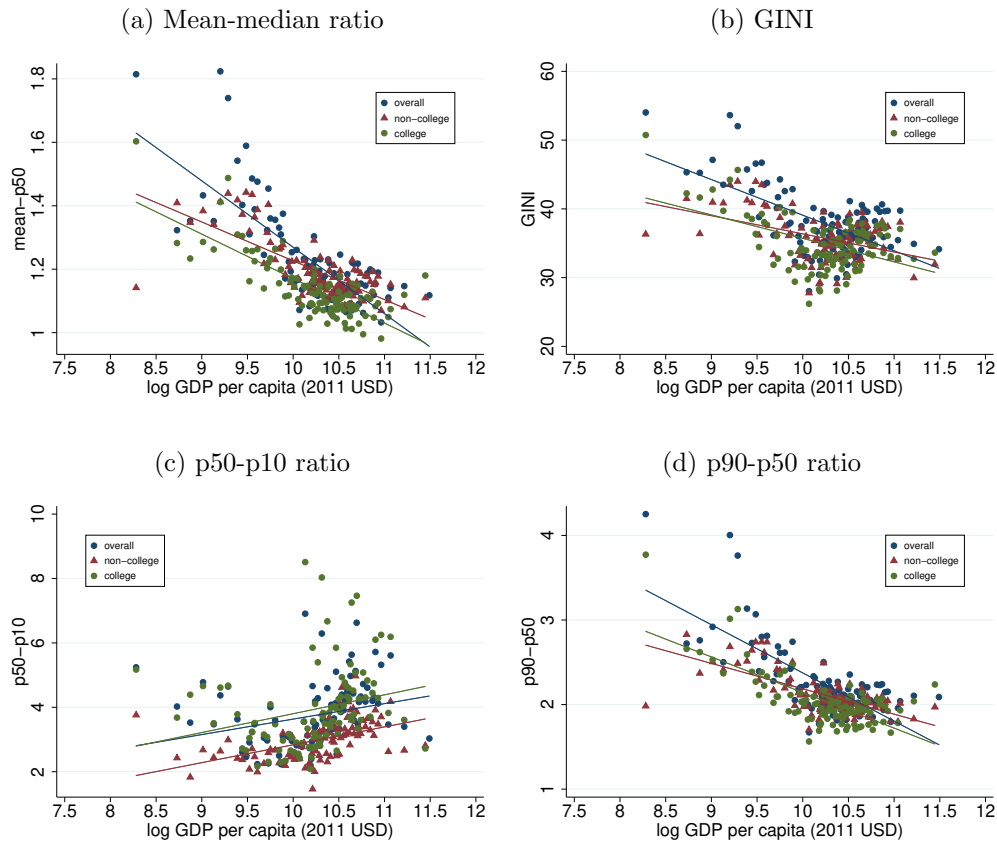 (a) Mean-median ratio
mean−p50
1.8
1.6
1.4
1.2
1
overall
non−college
college
7.5 8 8.5 9 9.5 10 10.5 11 11.5 12
log GDP per capita (2011 USD)
(b) GINI
GINI
60
50
40
30
20
overall
non−college
college
7.5 8 8.5 9 9.5 10 10.5 11 11.5 12
log GDP per capita (2011 USD)
(c) p50-p10 ratio
p50−p10
10
8
6
4
2
overall
non−college
college
7.5 8 8.5 9 9.5 10 10.5 11 11.5 12
log GDP per capita (2011 USD)
(d) p90-p50 ratio
p90−p50
4
3
2
1
overall
non−college
college
7.5 8 8.5 9 9.5 10 10.5 11 11.5 12
log GDP per capita (2011 USD)